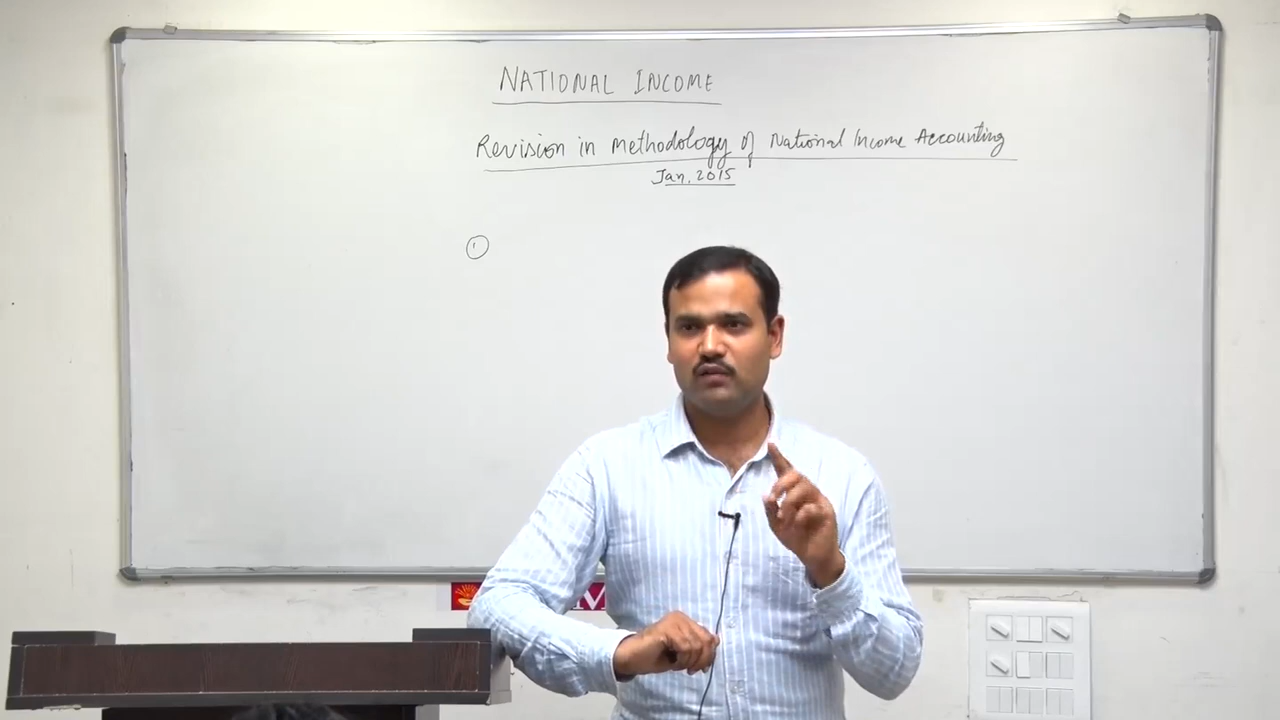 NATIONAL INCOME
Revision in Methodology of National Income Accounting
Jan, 2015
①
M